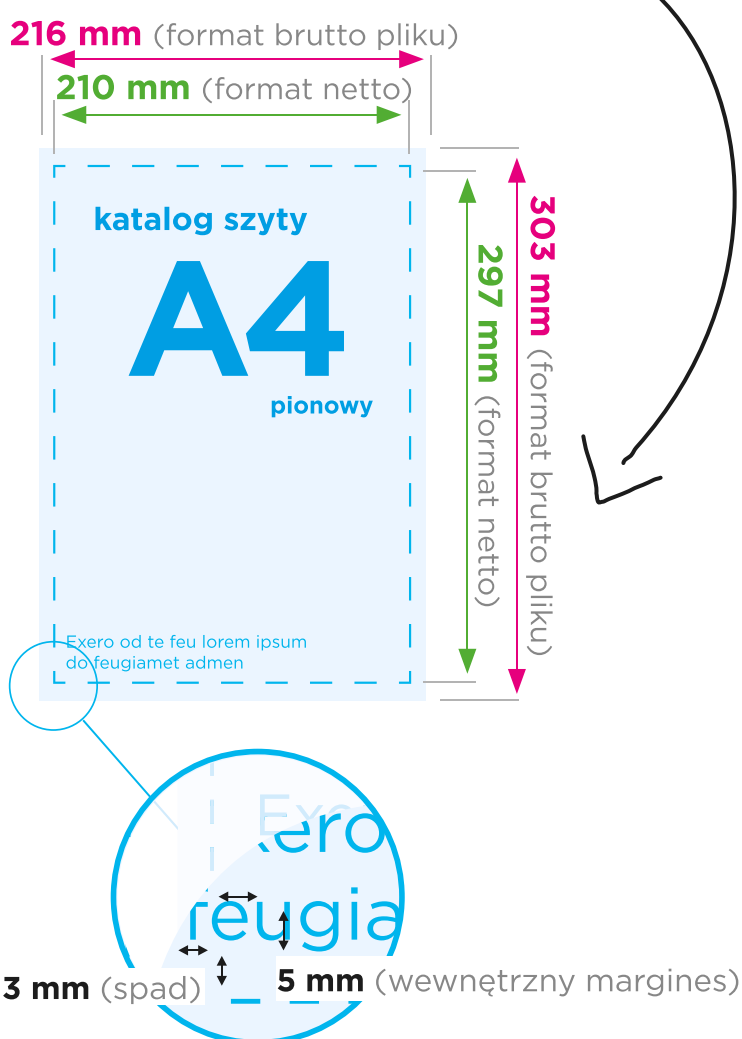 216 mm (format brutto pliku)
210 mm (format netto)
katalog szyty
A4
pionowy
297 mm (format netto)
303 mm (format brutto pliku)
Exero od te feu lorem ipsum
do feugiamet admen
Exero
feugia
3 mm (spad)
5 mm (wewnętrzny margines)